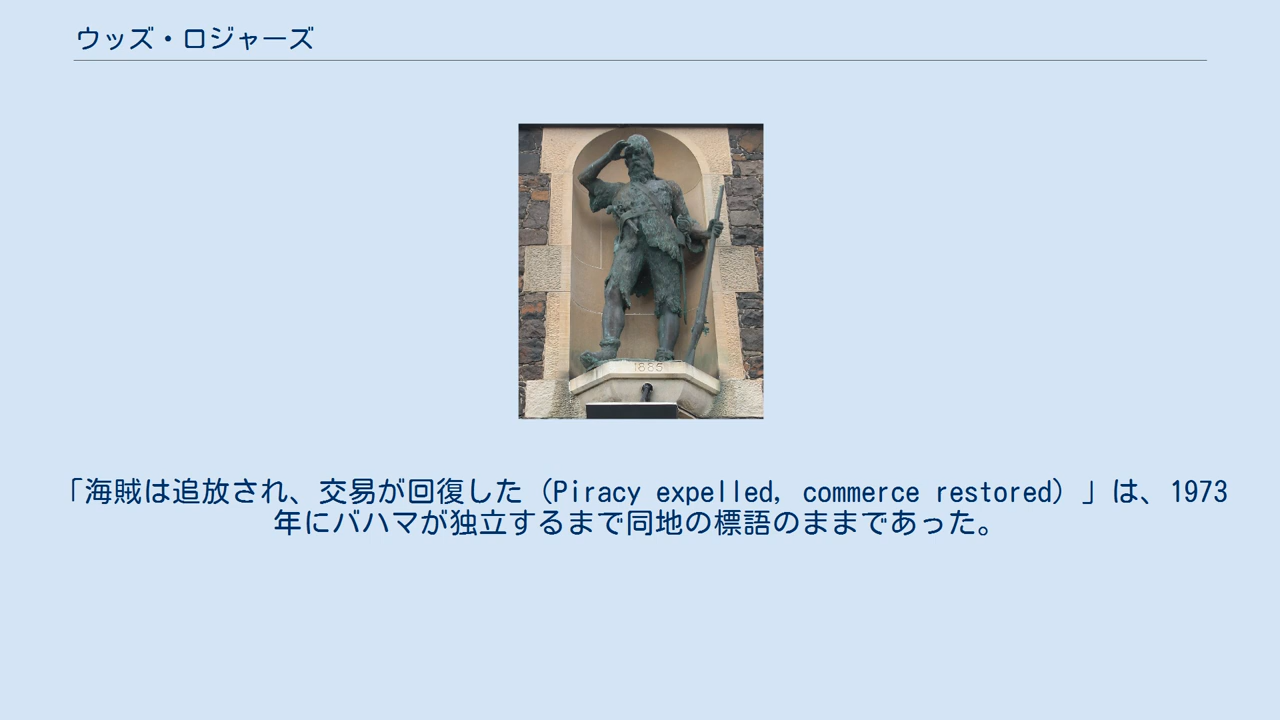 ウッズ・ロジャーズ
1885
「海賊は追放され、交易が回復した（Piracy expelled, commerce restored）」は、1973
年にバハマが独立するまで同地の標語のままであった。